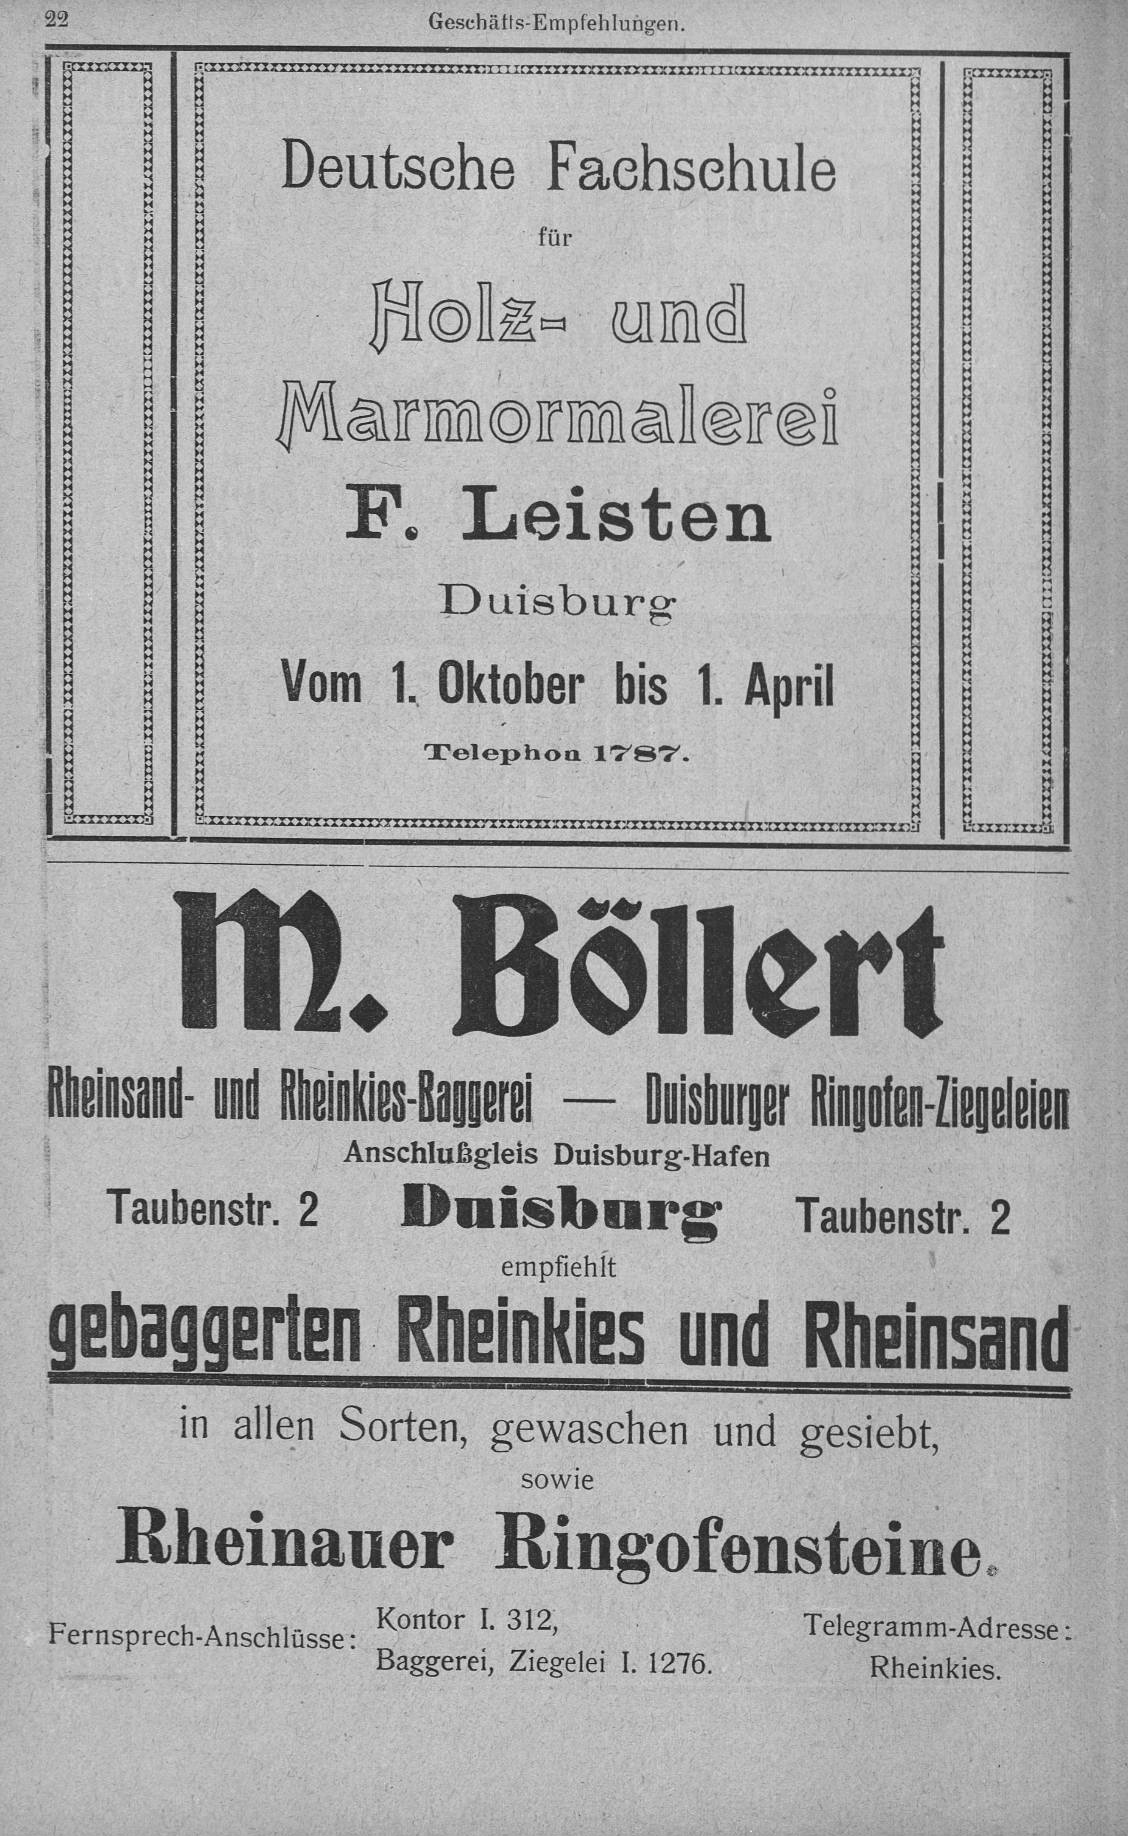 22
Geschäfts-Empfehlungen.
Deutsche Fachschule
für
Holz- und
Marmormalerei
F. Leisten
Duisburg
Vom 1. Oktober bis 1. April
Telephon 1787.
M. Böllert
Rheinsand- und Rheinkies-Baggerei — Duisburger Ringofen-Ziegeleien
Anschlußgleis Duisburg-Hafen
Taubenstr. 2 Duisburg Taubenstr. 2
empfiehlt
gebaggerten Rheinkies und Rheinsand
in allen Sorten, gewaschen und gesiebt,
sowie
Rheinauer Ringofensteine.
Fernsprech-Anschlüsse:
Kontor I. 312,
Baggerei, Ziegelei I. 1276.
Telegramm-Adresse:
Rheinkies.